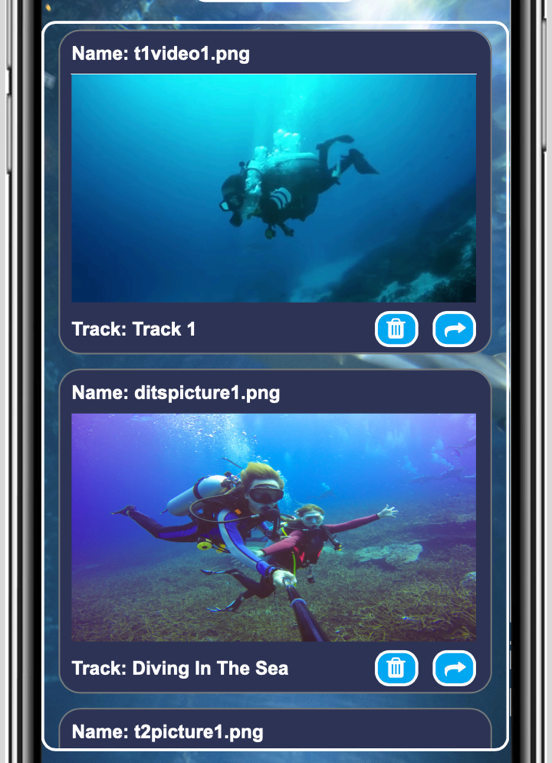 Name: t1video1.png
Track: Track 1
Name: ditspicture1.png
Track: Diving In The Sea
Name: t2picture1.png